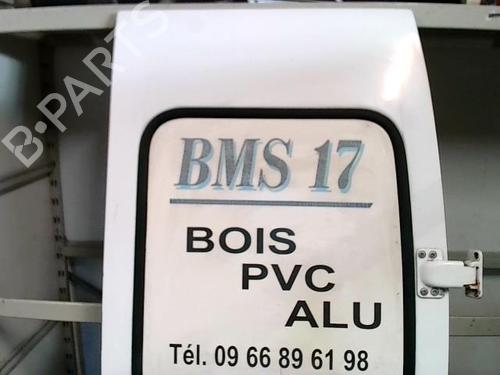 B-PARTS
BMS 17
BOIS
PVC
ALU
Tél. 09 66 89 61 98